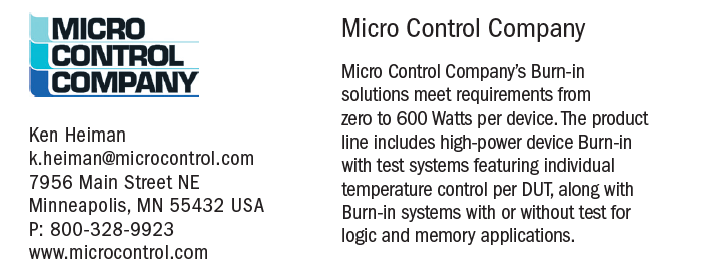 MICRO
CONTROL
COMPANY
Ken Heiman
k.heiman@microcontrol.com
7956 Main Street NE
Minneapolis, MN 55432 USA
P: 800-328-9923
www.microcontrol.com
Micro Control Company
Micro Control Company’s Burn-in
solutions meet requirements from
zero to 600 Watts per device. The product
line includes high-power device Burn-in
with test systems featuring individual
temperature control per DUT, along with
Burn-in systems with or without test for
logic and memory applications.